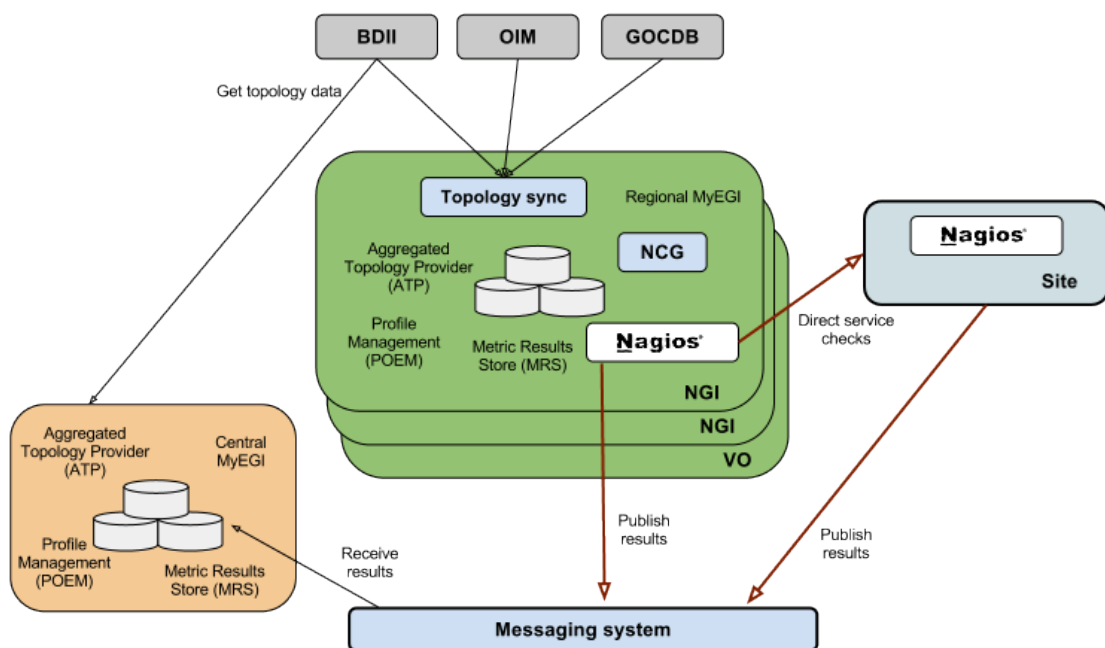 BDII
OIM
GOCDB
Get topology data
Topology sync
Regional MyEGI
Nagios®
Site
Aggregated
Topology Provider
(ATP)
NCG
Direct service
checks
Profile
Management
(POEM)
Metric Results
Store (MRS)
Nagios®
NGI
NGI
VO
Aggregated
Topology Provider
(ATP)
Central
MyEGI
Profile
Management
(POEM)
Metric Results
Store (MRS)
Receive
results
Publish
results
Publish
results
Messaging system